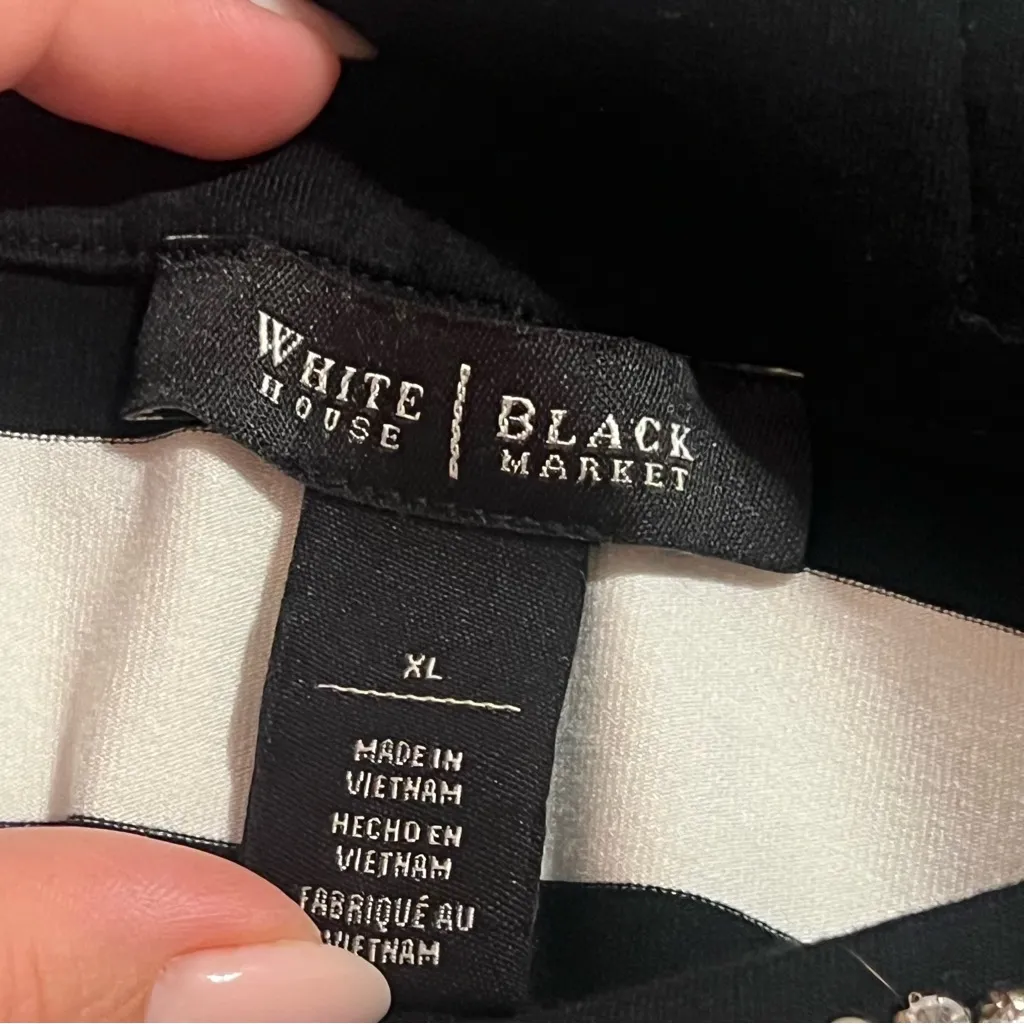 WHITE | BLACK
HOUSE MARKET
XL
MADE IN
VIETNAM
HECHO EN
VIETNAM
FABRIQUÉ AU
VIETNAM